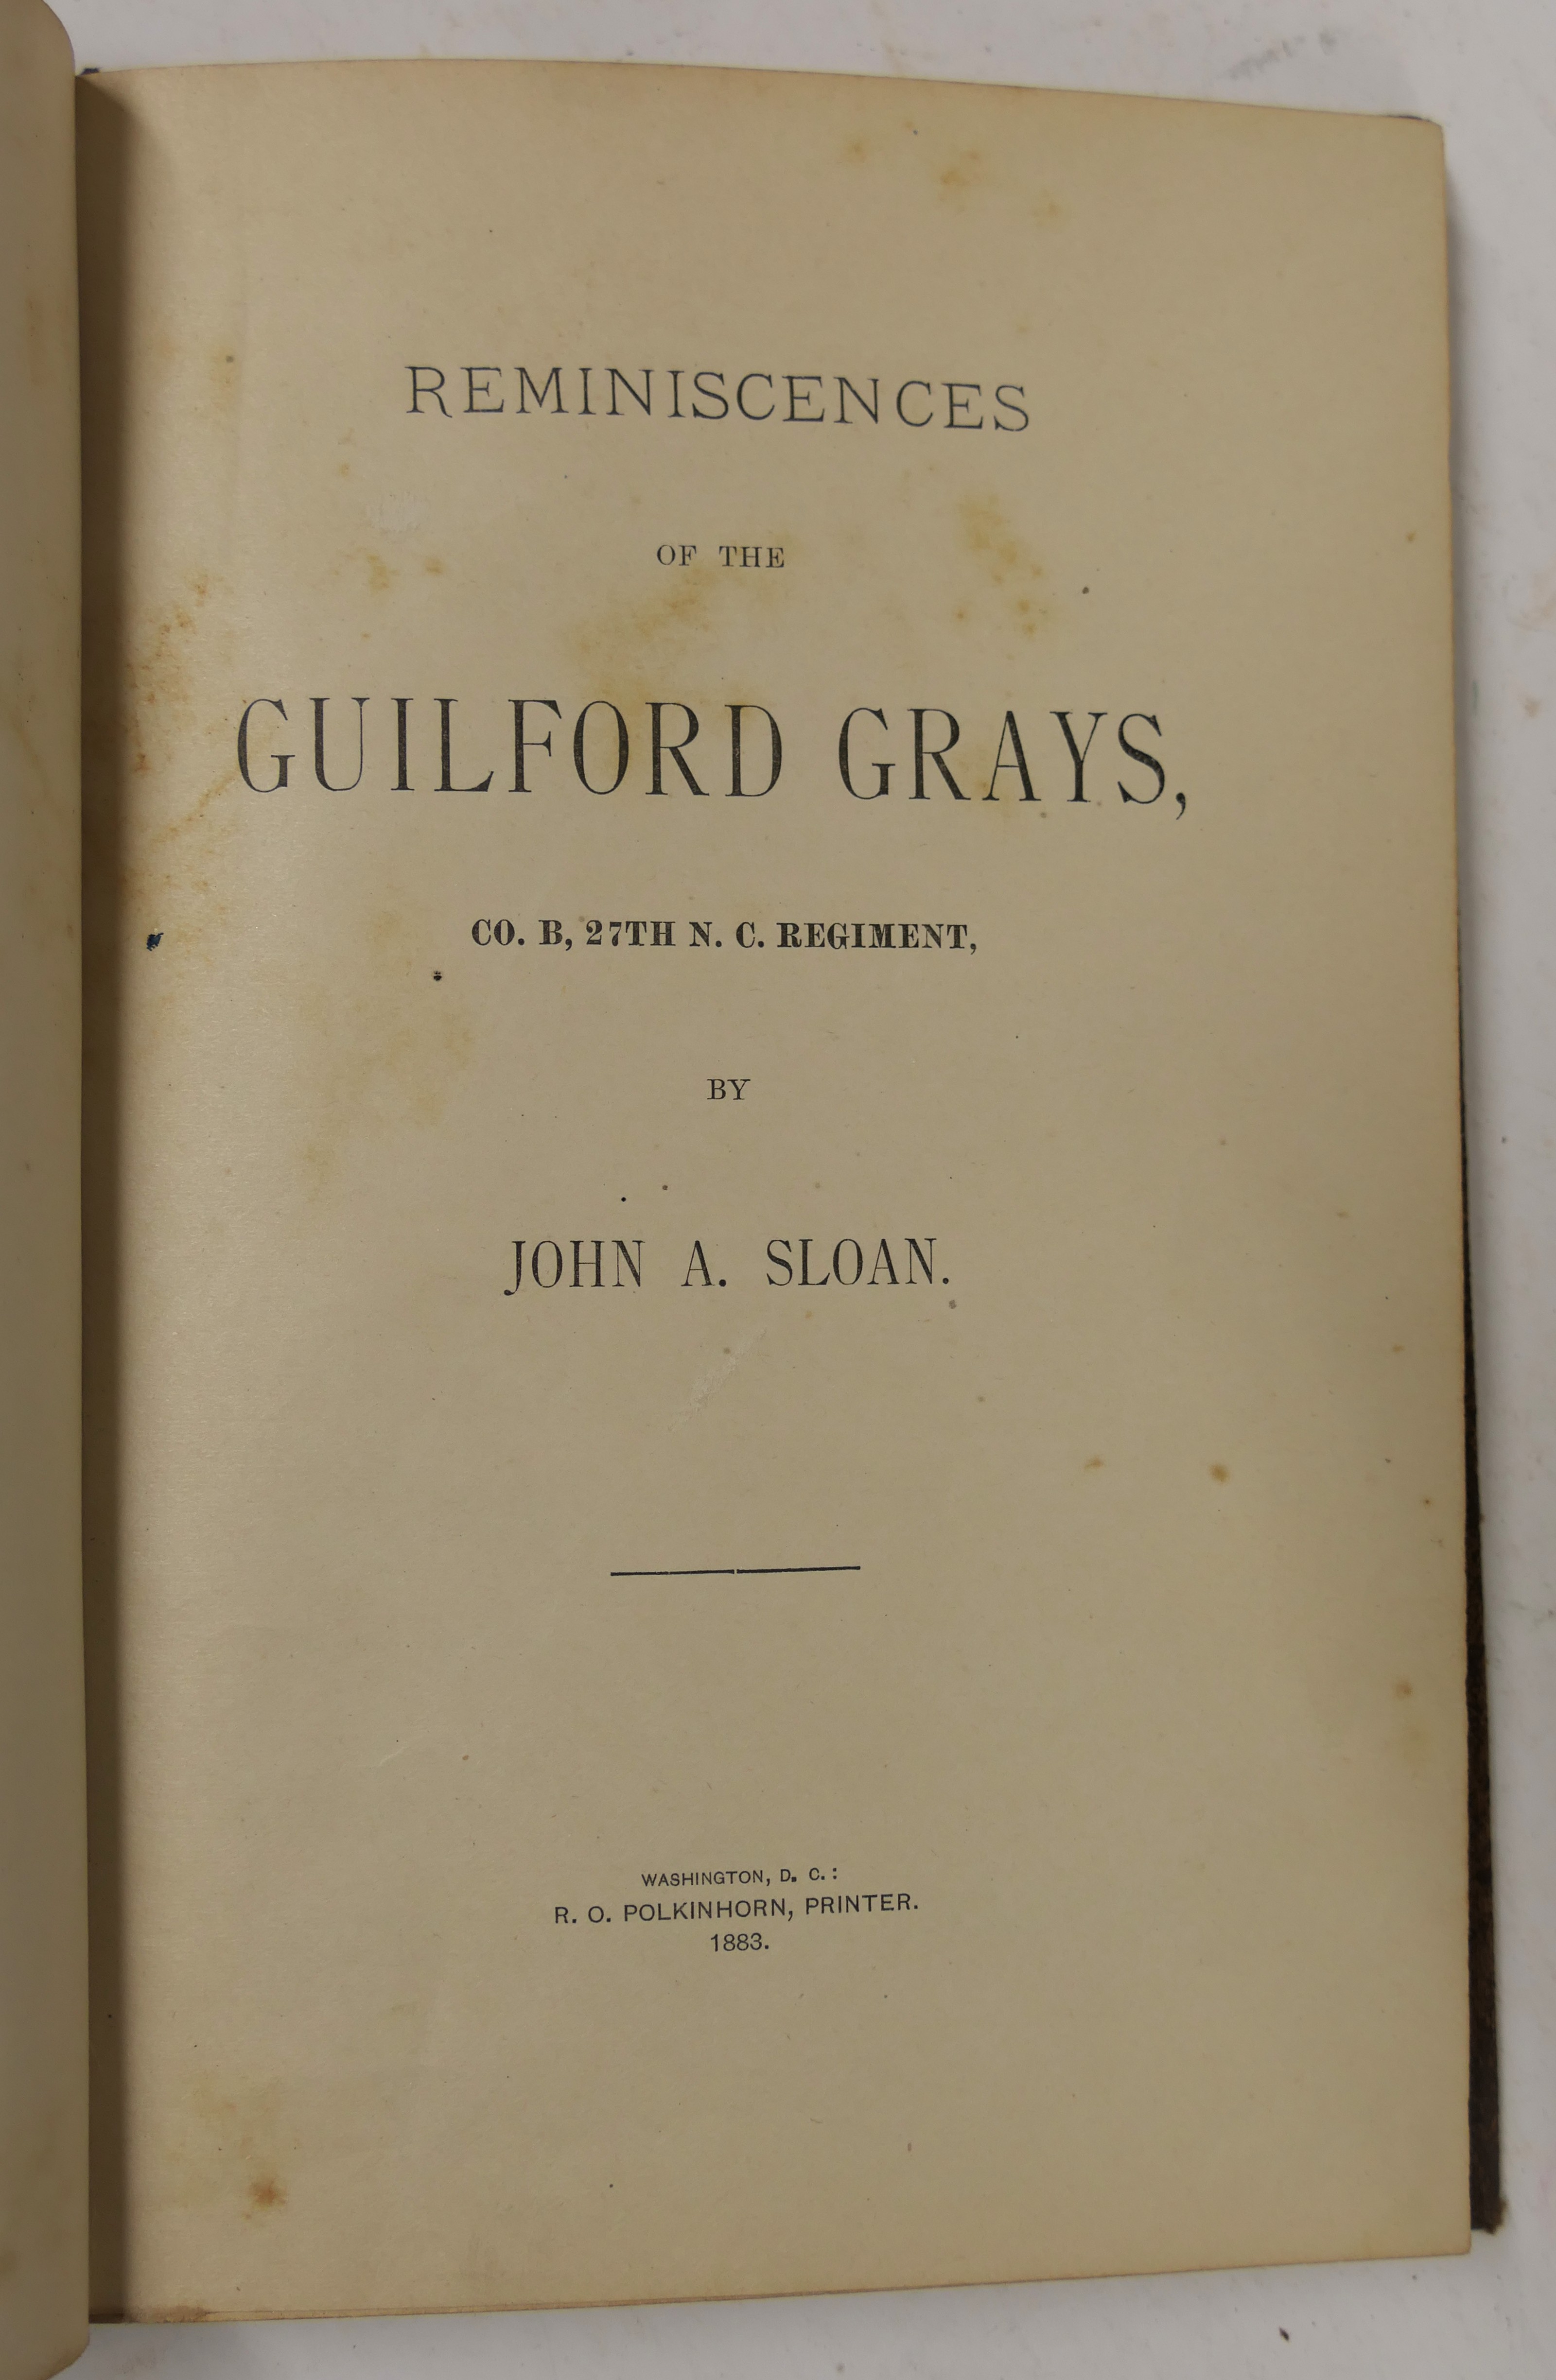 REMINISCENCES
OF THE
GUILFORD GRAYS,
CO. B, 27TH N. C. REGIMENT,
BY
JOHN A. SLOAN.
WASHINGTON, D. C.:
R. O. POLKINHORN, PRINTER.
1883.